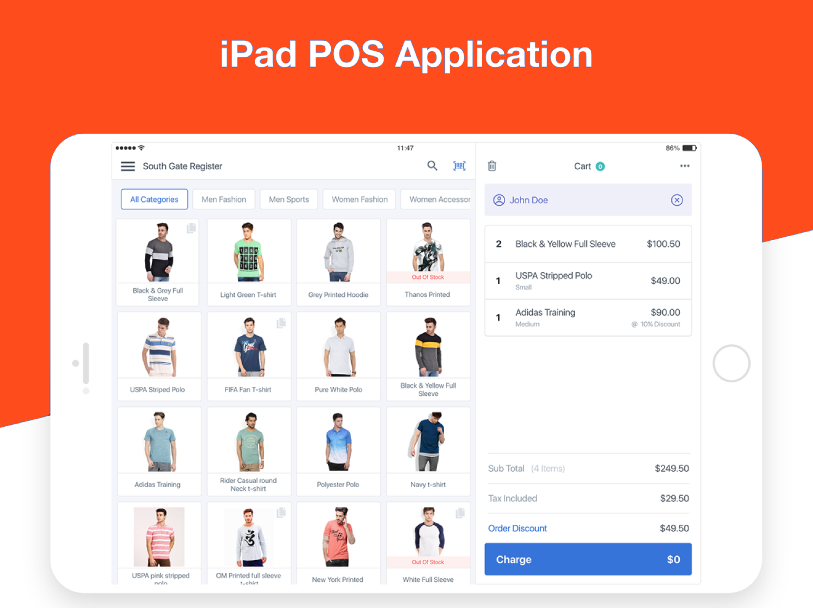 iPad POS Application
11:47
86%
South Gate Register
Cart 0
John Doe
All Categories
Men Fashion
Men Sports
Women Fashion
Women Accessor
2 Black & Yellow Full Sleeve $100.50
1 USPA Stripped Polo $49.00
Small
1 Adidas Training $90.00
Medium @ 10% Discount
Out Of Stock
Black & Grey Full
Sleeve
Light Green T-shirt
Grey Printed Hoodie
Thanos Printed
USPA Striped Polo
FIFA Fan T-shirt
Pure White Polo
Black & Yellow Full
Sleeve
Adidas Training
Rider Casual round
Neck t-shirt
Polyester Polo
Navy t-shirt
Out Of Stock
USPA pink stripped
polo
OM Printed full sleeve
t-shirt
New York Printed
White Full Sleeve
Sub Total (4 Items) $249.50
Tax Included $29.50
Order Discount $49.50
Charge $0